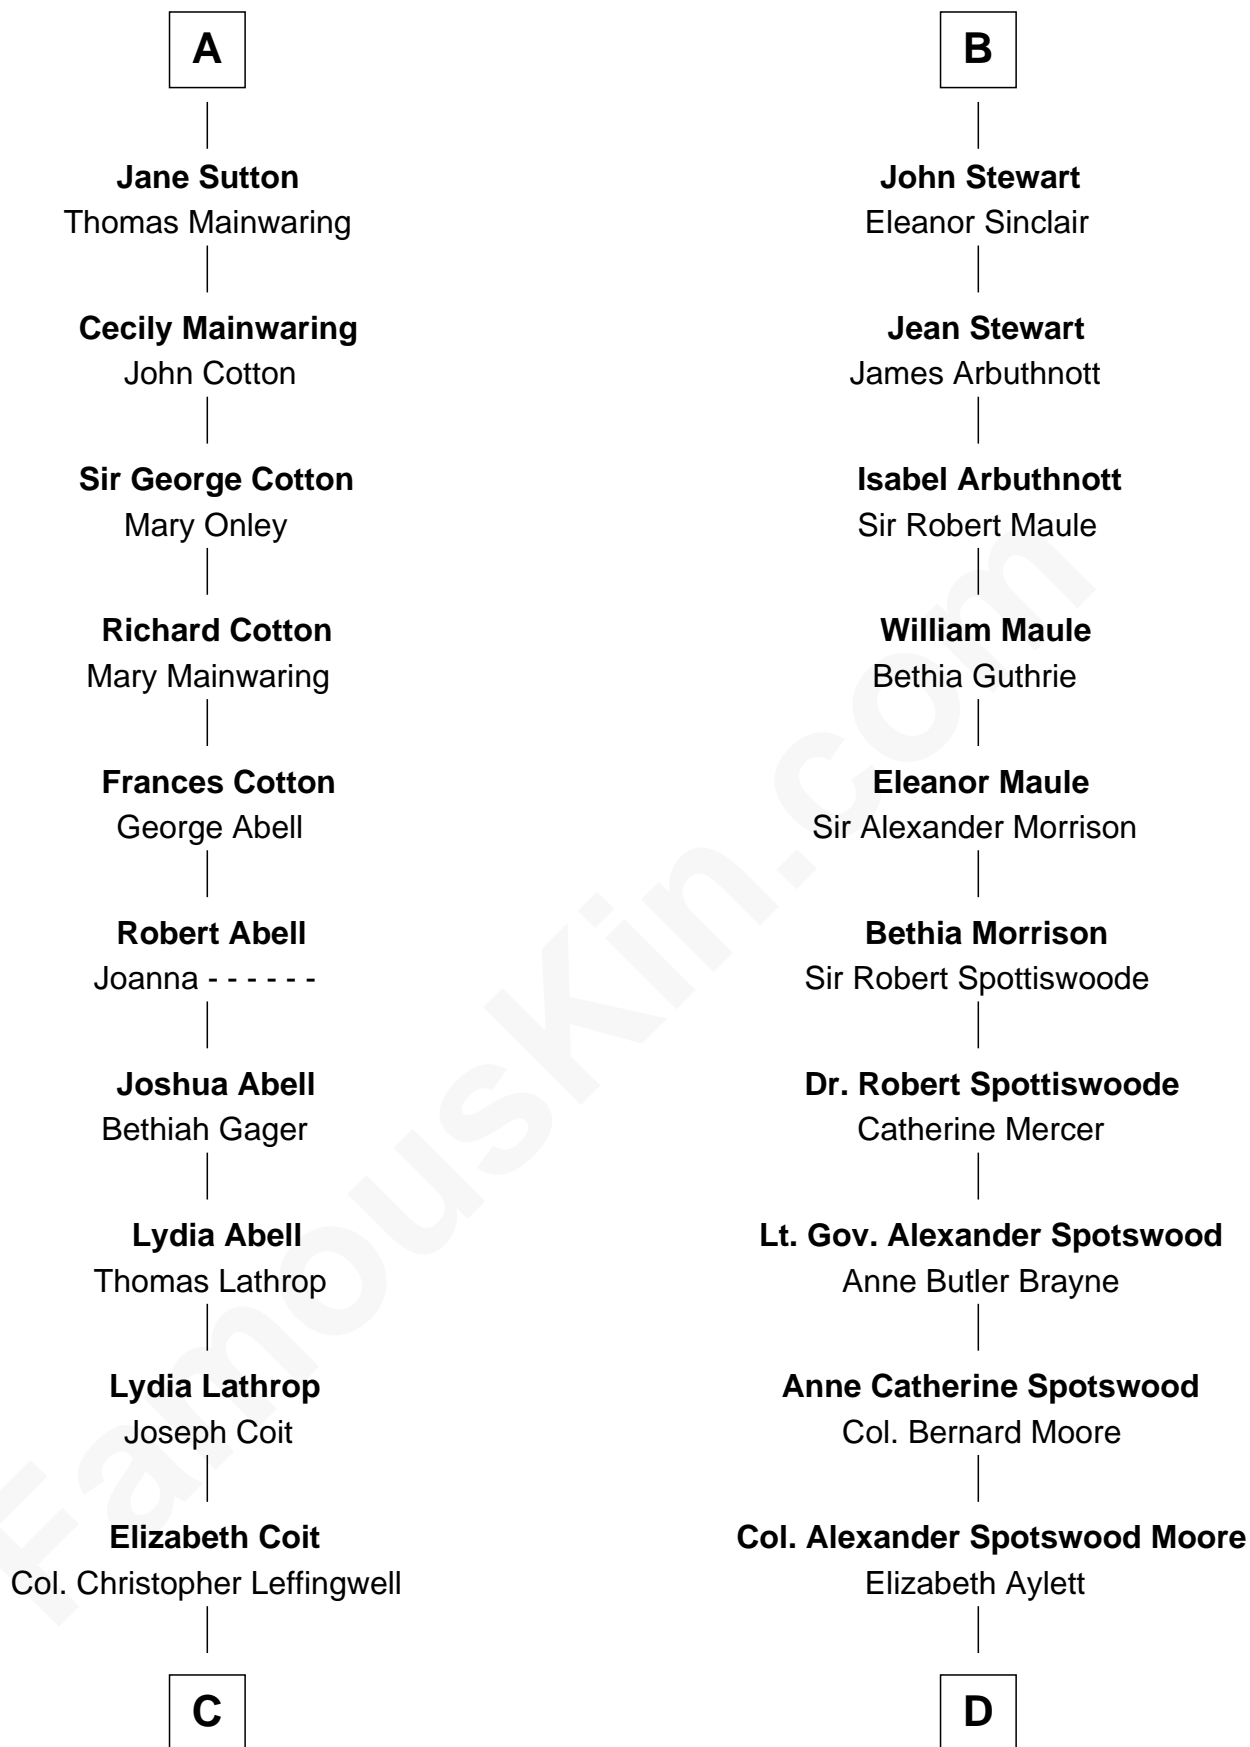 A
Jane Sutton
Thomas Mainwaring
Cecily Mainwaring
John Cotton
Sir George Cotton
Mary Onley
Richard Cotton
Mary Mainwaring
Frances Cotton
George Abell
Robert Abell
Joanna - - - - - -
Joshua Abell
Bethiah Gager
Lydia Abell
Thomas Lathrop
Lydia Lathrop
Joseph Coit
Elizabeth Coit
Col. Christopher Leffingwell
C
B
John Stewart
Eleanor Sinclair
Jean Stewart
James Arbuthnott
Isabel Arbuthnott
Sir Robert Maule
William Maule
Bethia Guthrie
Eleanor Maule
Sir Alexander Morrison
Bethia Morrison
Sir Robert Spottiswoode
Dr. Robert Spottiswoode
Catherine Mercer
Lt. Gov. Alexander Spotswood
Anne Butler Brayne
Anne Catherine Spotswood
Col. Bernard Moore
Col. Alexander Spotswood Moore
Elizabeth Aylett
D
FamousKin.com